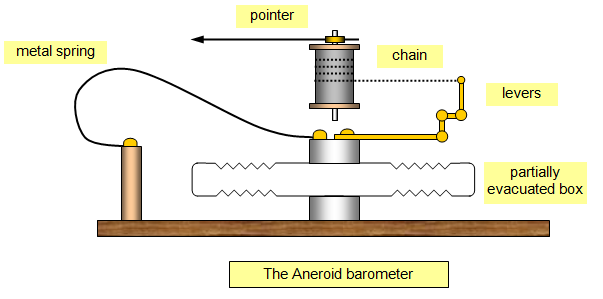 pointer
metal spring
chain
levers
partially
evacuated box
The Aneroid barometer